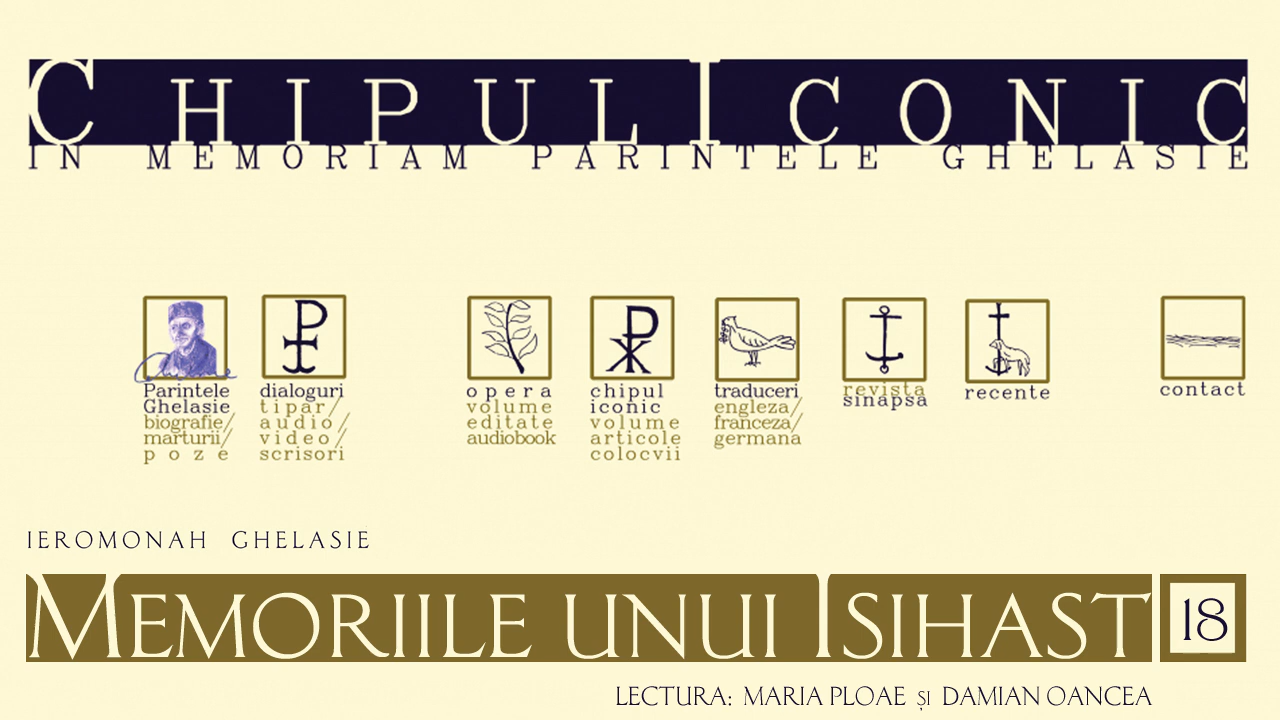 CHIPUL ICONIC
IN MEMORIAM PARINTELE GHELASIE
Parintele
Ghelasie
biografie/
marturii/
poze
dialoguri
tipar/
audio/
video/
scrisori
opera
volume
editate
audiobook
chipul
iconic
volume
articole
colocvii
traduceri
engleza/
franceza/
germana
revista
sinapsa
recente
contact
IEROMONAH GHELASIE
MEMORIILE UNUI ISIHAST 18
LECTURA: MARIA PLOAE ȘI DAMIAN OANCEA